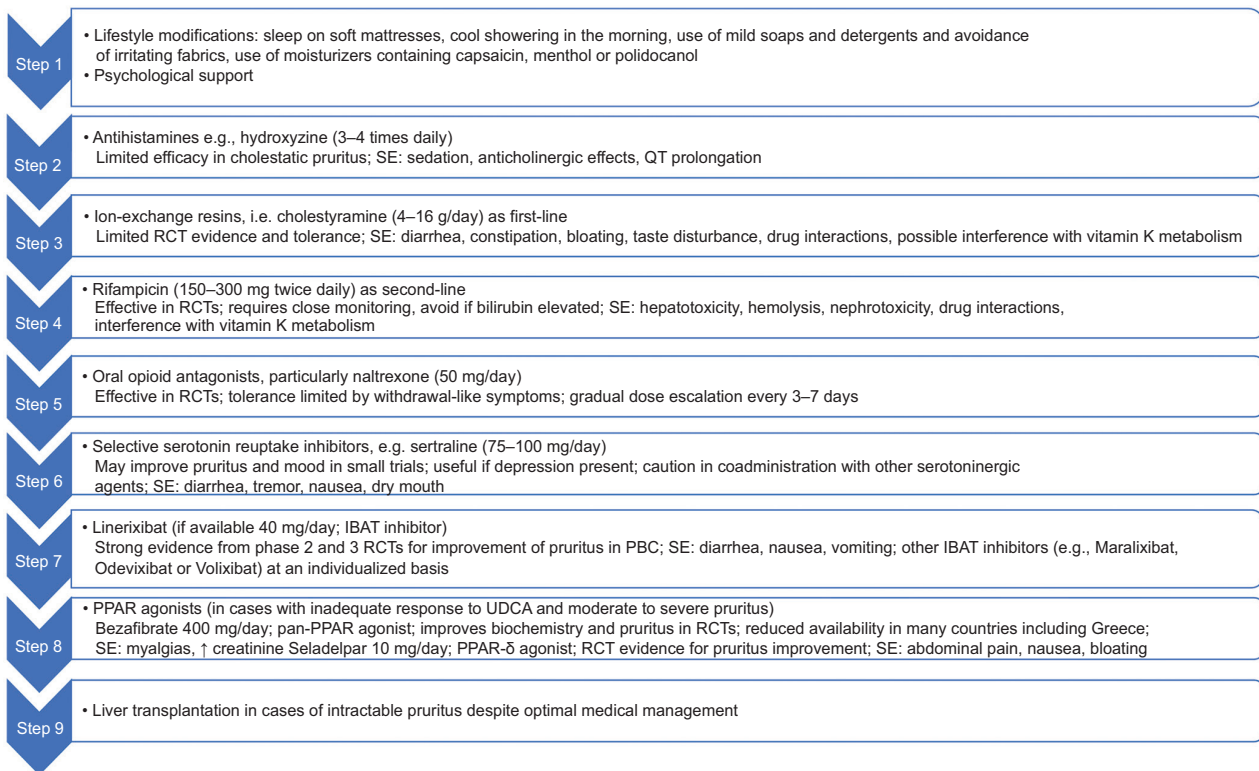 Step 1
• Lifestyle modifications: sleep on soft mattresses, cool showering in the morning, use of mild soaps and detergents and avoidance
of irritating fabrics, use of moisturizers containing capsaicin, menthol or polidocanol
• Psychological support
Step 2
• Antihistamines e.g., hydroxyzine (3–4 times daily)
Limited efficacy in cholestatic pruritus; SE: sedation, anticholinergic effects, QT prolongation
Step 3
• Ion-exchange resins, i.e. cholestyramine (4–16 g/day) as first-line
Limited RCT evidence and tolerance; SE: diarrhea, constipation, bloating, taste disturbance, drug interactions, possible interference with vitamin K metabolism
Step 4
• Rifampicin (150–300 mg twice daily) as second-line
Effective in RCTs; requires close monitoring, avoid if bilirubin elevated; SE: hepatotoxicity, hemolysis, nephrotoxicity, drug interactions,
interference with vitamin K metabolism
Step 5
• Oral opioid antagonists, particularly naltrexone (50 mg/day)
Effective in RCTs; tolerance limited by withdrawal-like symptoms; gradual dose escalation every 3–7 days
Step 6
• Selective serotonin reuptake inhibitors, e.g. sertraline (75–100 mg/day)
May improve pruritus and mood in small trials; useful if depression present; caution in coadministration with other serotoninergic
agents; SE: diarrhea, tremor, nausea, dry mouth
Step 7
• Linerixibat (if available 40 mg/day; IBAT inhibitor)
Strong evidence from phase 2 and 3 RCTs for improvement of pruritus in PBC; SE: diarrhea, nausea, vomiting; other IBAT inhibitors (e.g., Maralixibat,
Odevixibat or Volixibat) at an individualized basis
Step 8
• PPAR agonists (in cases with inadequate response to UDCA and moderate to severe pruritus)
Bezafibrate 400 mg/day; pan-PPAR agonist; improves biochemistry and pruritus in RCTs; reduced availability in many countries including Greece;
SE: myalgias, ↑ creatinine Seladelpar 10 mg/day; PPAR-δ agonist; RCT evidence for pruritus improvement; SE: abdominal pain, nausea, bloating
Step 9
• Liver transplantation in cases of intractable pruritus despite optimal medical management